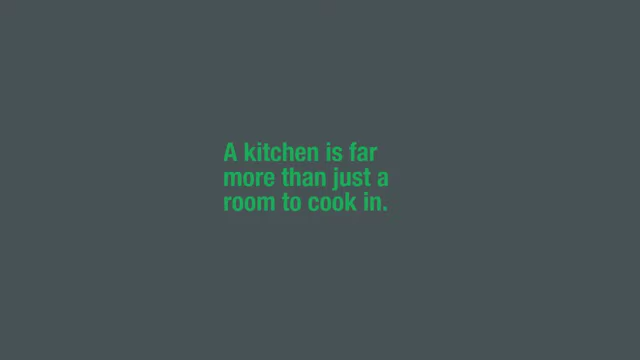 A kitchen is far
more than just a
room to cook in.